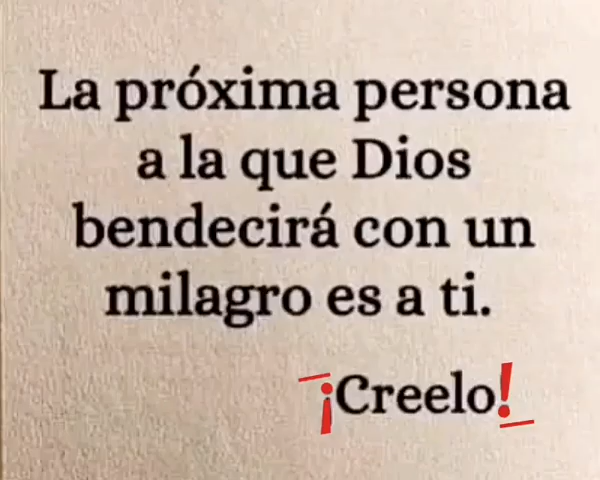 La próxima persona
a la que Dios
bendecirá con un
milagro es a ti.
¡Creelo!